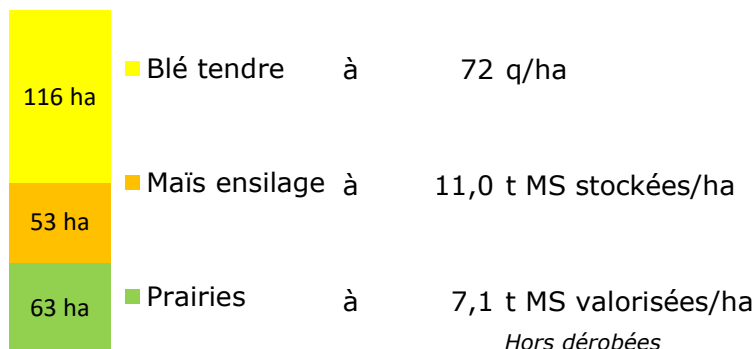 116 ha Blé tendre à 72 q/ha
53 ha Maïs ensilage à 11,0 t MS stockées/ha
63 ha Prairies à 7,1 t MS valorisées/ha
Hors dérobées